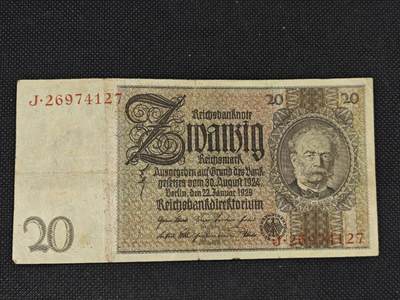 J·26974127
20
20
Reichsbanknote
Zwanzig
Reichsmark
Ausgegeben auf Grund des Bank-
gesetzes vom 30. August 1924
Berlin, den 22. Januar 1929
Reichsbankdirektorium
20
J·26974127